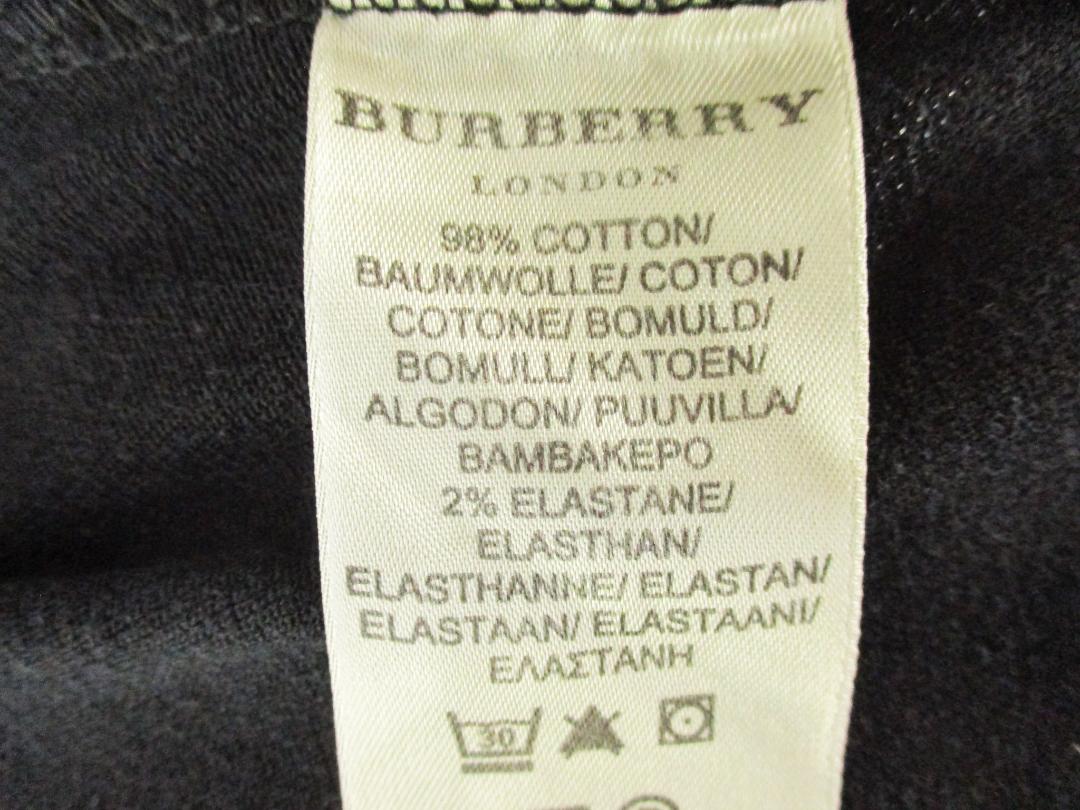 BURBERRY
LONDON
98% COTTON/
BAUMWOLLE/ COTON/
COTONE/ BOMULD/
BOMULL/ KATOEN/
ALGODON/ PUUVILLA/
BAMBAKEPO
2% ELASTANE/
ELASTHAN/
ELASTHANNE/ ELASTAN/
ELASTAAN/ ELASTAANI/
ΕΛΑΣΤΑΝΗ
30